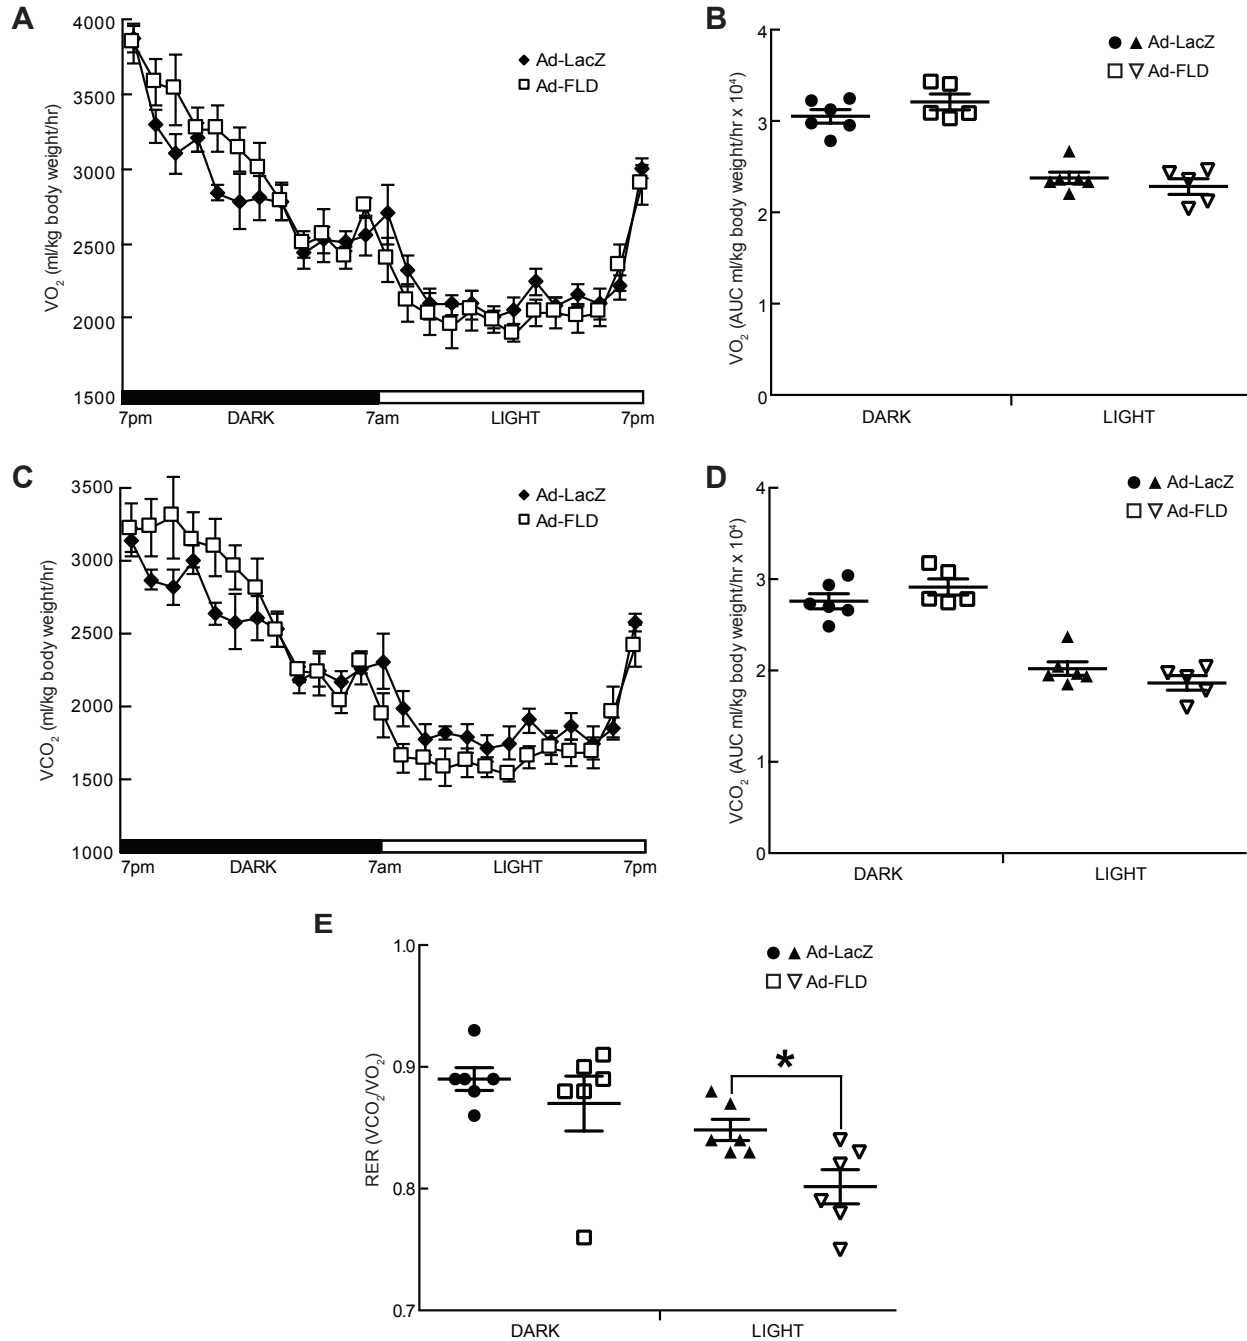 A
4000
3500
3000
2500
2000
1500
VO2 (ml/kg body weight/hr)
Ad-LacZ
Ad-FLD
7pm DARK 7am LIGHT 7pm
B
4
3
2
1
0
VO2 (AUC ml/kg body weight/hr x 10⁴)
Ad-LacZ
Ad-FLD
DARK LIGHT
C
3500
3000
2500
2000
1500
1000
VCO2 (ml/kg body weight/hr)
Ad-LacZ
Ad-FLD
7pm DARK 7am LIGHT 7pm
D
4
3
2
1
0
VCO2 (AUC ml/kg body weight/hr x 10⁴)
Ad-LacZ
Ad-FLD
DARK LIGHT
E
1.0
0.9
0.8
0.7
RER (VCO2/VO2)
Ad-LacZ
Ad-FLD
*
DARK LIGHT